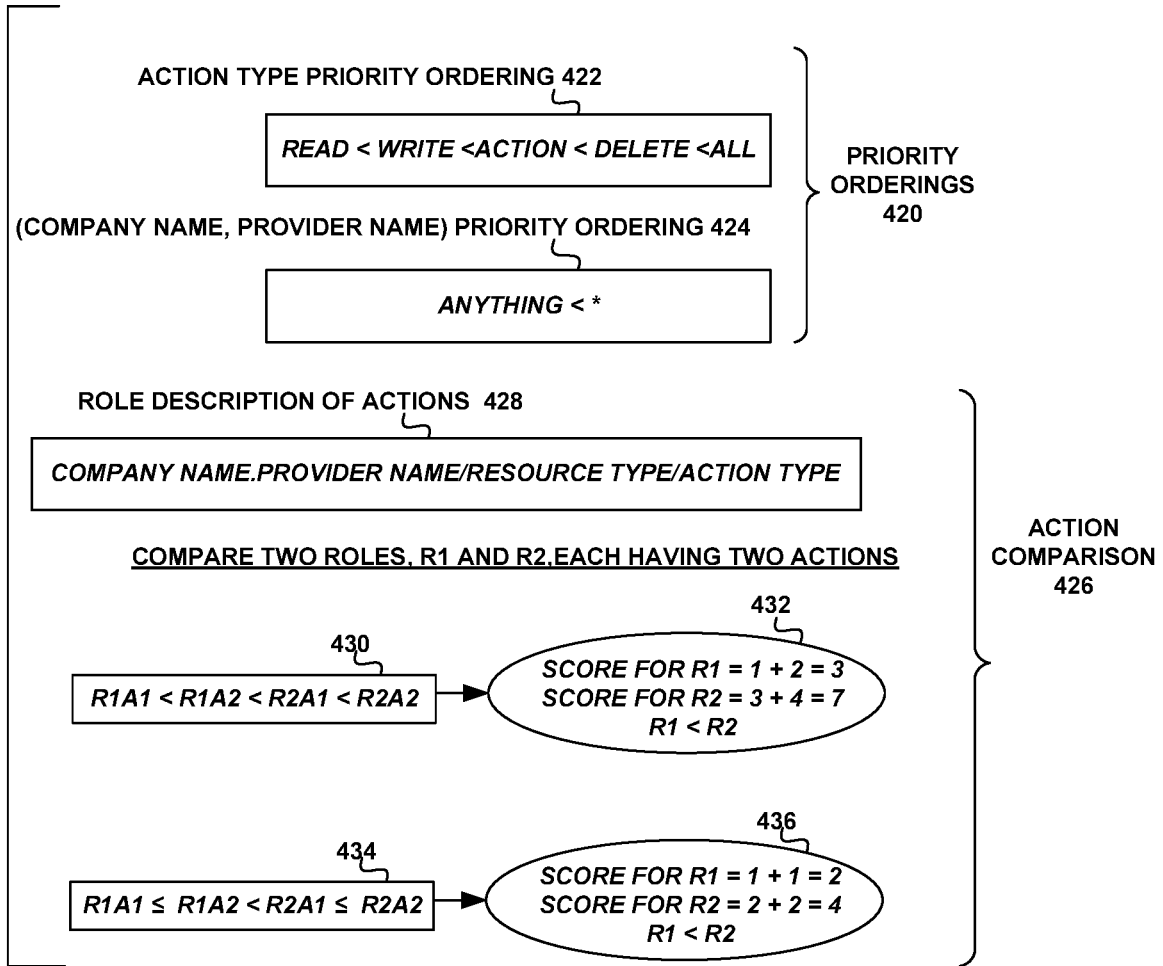 ACTION TYPE PRIORITY ORDERING 422
READ < WRITE <ACTION < DELETE <ALL
PRIORITY
ORDERINGS
420
(COMPANY NAME, PROVIDER NAME) PRIORITY ORDERING 424
ANYTHING < *
ROLE DESCRIPTION OF ACTIONS 428
COMPANY NAME.PROVIDER NAME/RESOURCE TYPE/ACTION TYPE
ACTION
COMPARISON
426
COMPARE TWO ROLES, R1 AND R2,EACH HAVING TWO ACTIONS
430
R1A1 < R1A2 < R2A1 < R2A2
432
SCORE FOR R1 = 1 + 2 = 3
SCORE FOR R2 = 3 + 4 = 7
R1 < R2
434
R1A1 ≤ R1A2 < R2A1 ≤ R2A2
436
SCORE FOR R1 = 1 + 1 = 2
SCORE FOR R2 = 2 + 2 = 4
R1 < R2